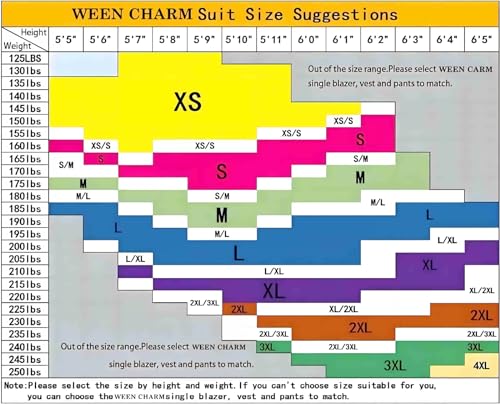 WEEN CHARM Suit Size Suggestions
Height
Weight
5'5" 5'6" 5'7" 5'8" 5'9" 5'10" 5'11" 6'0" 6'1" 6'2" 6'3" 6'4" 6'5"
125LBS
130lbs
Out of the size range.Please select WEEN CARM
135lbs
single blazer, vest and pants to match.
140lbs
XS
145lbs
150lbs XS/S
155lbs XS/S S
160lbs XS/S XS/S
165lbs S/M S S/M
170lbs S
175lbs M M
180lbs M/L S/M M/L
185lbs M L
190lbs L
195lbs M/L
200lbs L L/XL
205lbs L/XL XL
210lbs L/XL
215lbs XL XL/2XL
220lbs 2XL/3XL
225lbs 2XL XL/2XL 2XL
230lbs 2XL
235lbs 2XL/3XL 2XL/3XL
240lbs Out of the size range.Please select WEEN CHARM 3XL 2XL/3XL
245lbs single blazer, vest and pants to match. 3XL 4XL
250lbs
Note:Please select the size by height and weight. If you can't choose size suitable for you,
you can choose the WEEN CHARM single blazer, vest and pants to match.